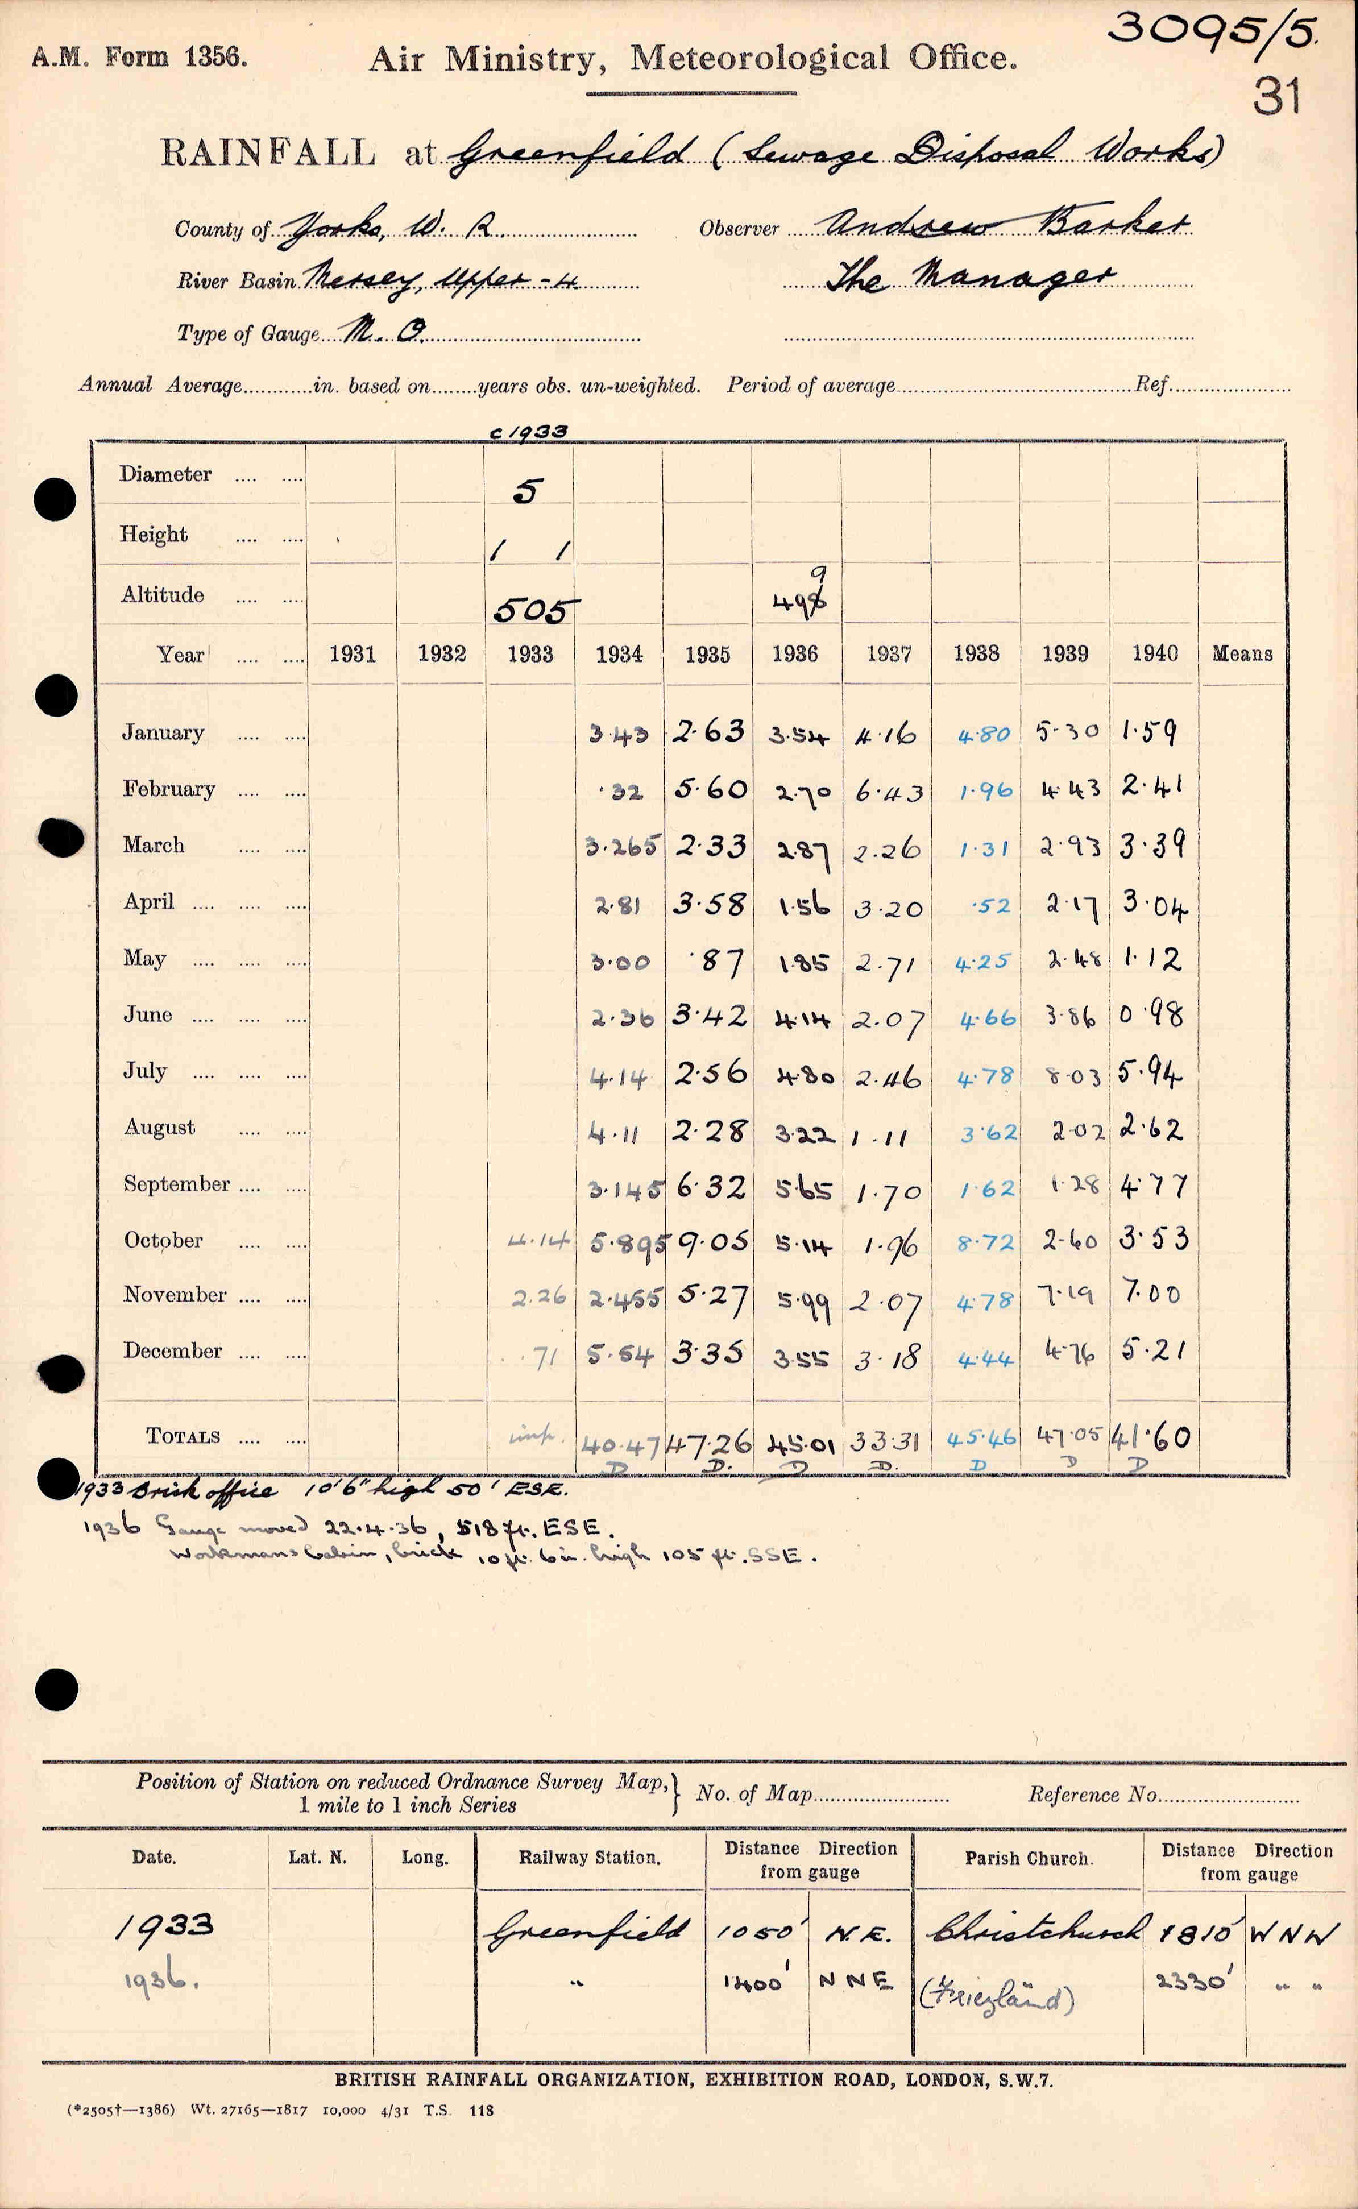 3095/5.
A.M. Form 1356. Air Ministry, Meteorological Office.
31
RAINFALL at Greenfield (Sewage Disposal Works)
County of Yorks, W. R. Observer Andrew Barker
River Basin Mersey, Upper - 4 The Manager
Type of Gauge M. O.
Annual Average in. based on years obs. un-weighted. Period of average Ref.
c 1933
Diameter 5
Height 1 1
9
Altitude 505 498
Year 1931 1932 1933 1934 1935 1936 1937 1938 1939 1940 Means
January 3.43 2.63 3.54 4.16 4.80 5.30 1.59
February .32 5.60 2.70 6.43 1.96 4.43 2.41
March 3.265 2.33 2.87 2.26 1.31 2.93 3.39
April 2.81 3.58 1.56 3.20 .52 2.17 3.04
May 3.00 .87 1.85 2.71 4.25 2.48 1.12
June 2.36 3.42 4.14 2.07 4.66 3.86 0.98
July 4.14 2.56 4.80 2.46 4.78 8.03 5.94
August 4.11 2.28 3.22 1.11 3.62 2.02 2.62
September 3.145 6.32 5.65 1.70 1.62 1.28 4.77
October 4.14 5.895 9.05 5.14 1.96 8.72 2.60 3.53
November 2.26 2.455 5.27 5.99 2.07 4.78 7.19 7.00
December .71 5.54 3.35 3.55 3.18 4.44 4.76 5.21
TOTALS imp. 40.47 47.26 45.01 33.31 45.46 47.05 41.60
D D. D D. D D D
1933 Brick office 10'6" high 50' ESE.
1936 Gauge moved 22.4.36, 518 ft. ESE.
Workmans Cabin, brick 10 ft. 6 in. high 105 ft. SSE.
Position of Station on reduced Ordnance Survey Map, } No. of Map Reference No.
1 mile to 1 inch Series
Date. Lat. N. Long. Railway Station. Distance Direction from gauge Parish Church. Distance Direction from gauge
1933 Greenfield 1050' N.E. Christchurch 1810' W N W
1936. " 1400' N N E (Friezland) 2330' " "
BRITISH RAINFALL ORGANIZATION, EXHIBITION ROAD, LONDON, S.W.7.
(*2505†—1386) Wt. 27165—1817 10,000 4/31 T.S. 118